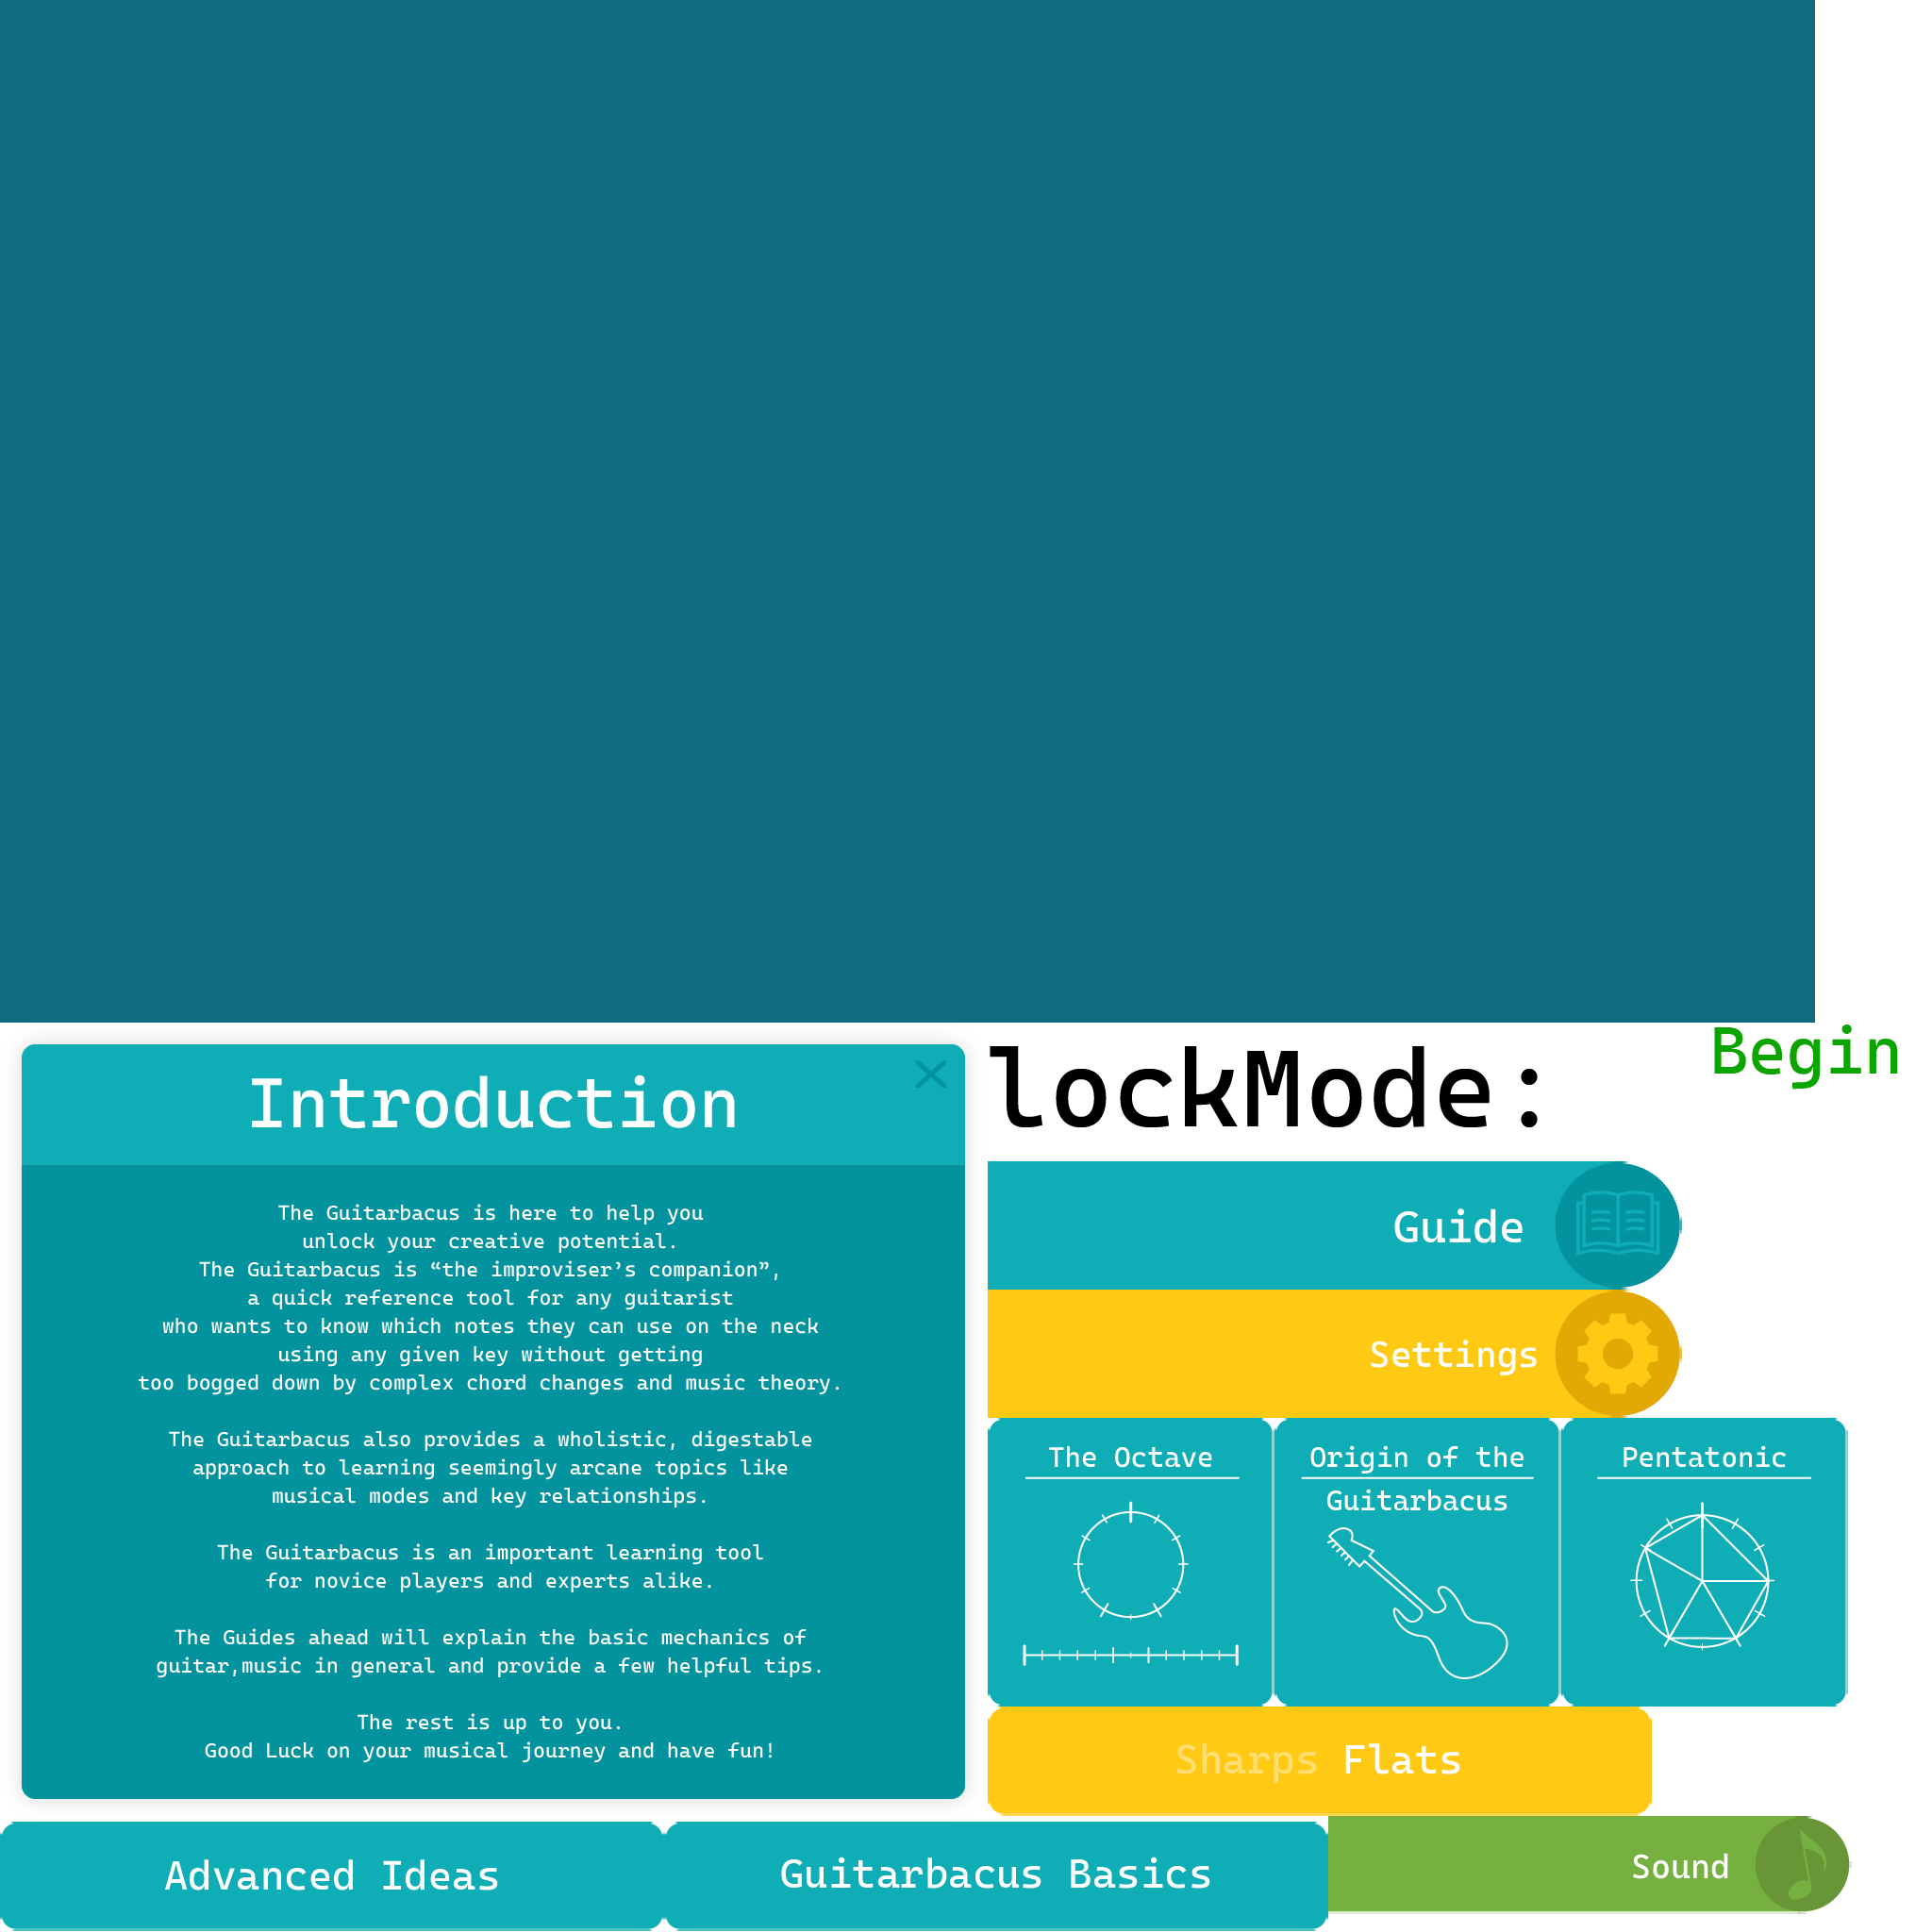 Begin
Introduction
lockMode:
The Guitarbacus is here to help you
unlock your creative potential.
The Guitarbacus is “the improviser’s companion”,
a quick reference tool for any guitarist
who wants to know which notes they can use on the neck
using any given key without getting
too bogged down by complex chord changes and music theory.
The Guitarbacus also provides a wholistic, digestable
approach to learning seemingly arcane topics like
musical modes and key relationships.
The Guitarbacus is an important learning tool
for novice players and experts alike.
The Guides ahead will explain the basic mechanics of
guitar,music in general and provide a few helpful tips.
The rest is up to you.
Good Luck on your musical journey and have fun!
Guide
Settings
The Octave
Origin of the
Guitarbacus
Pentatonic
Sharps Flats
Advanced Ideas
Guitarbacus Basics
Sound